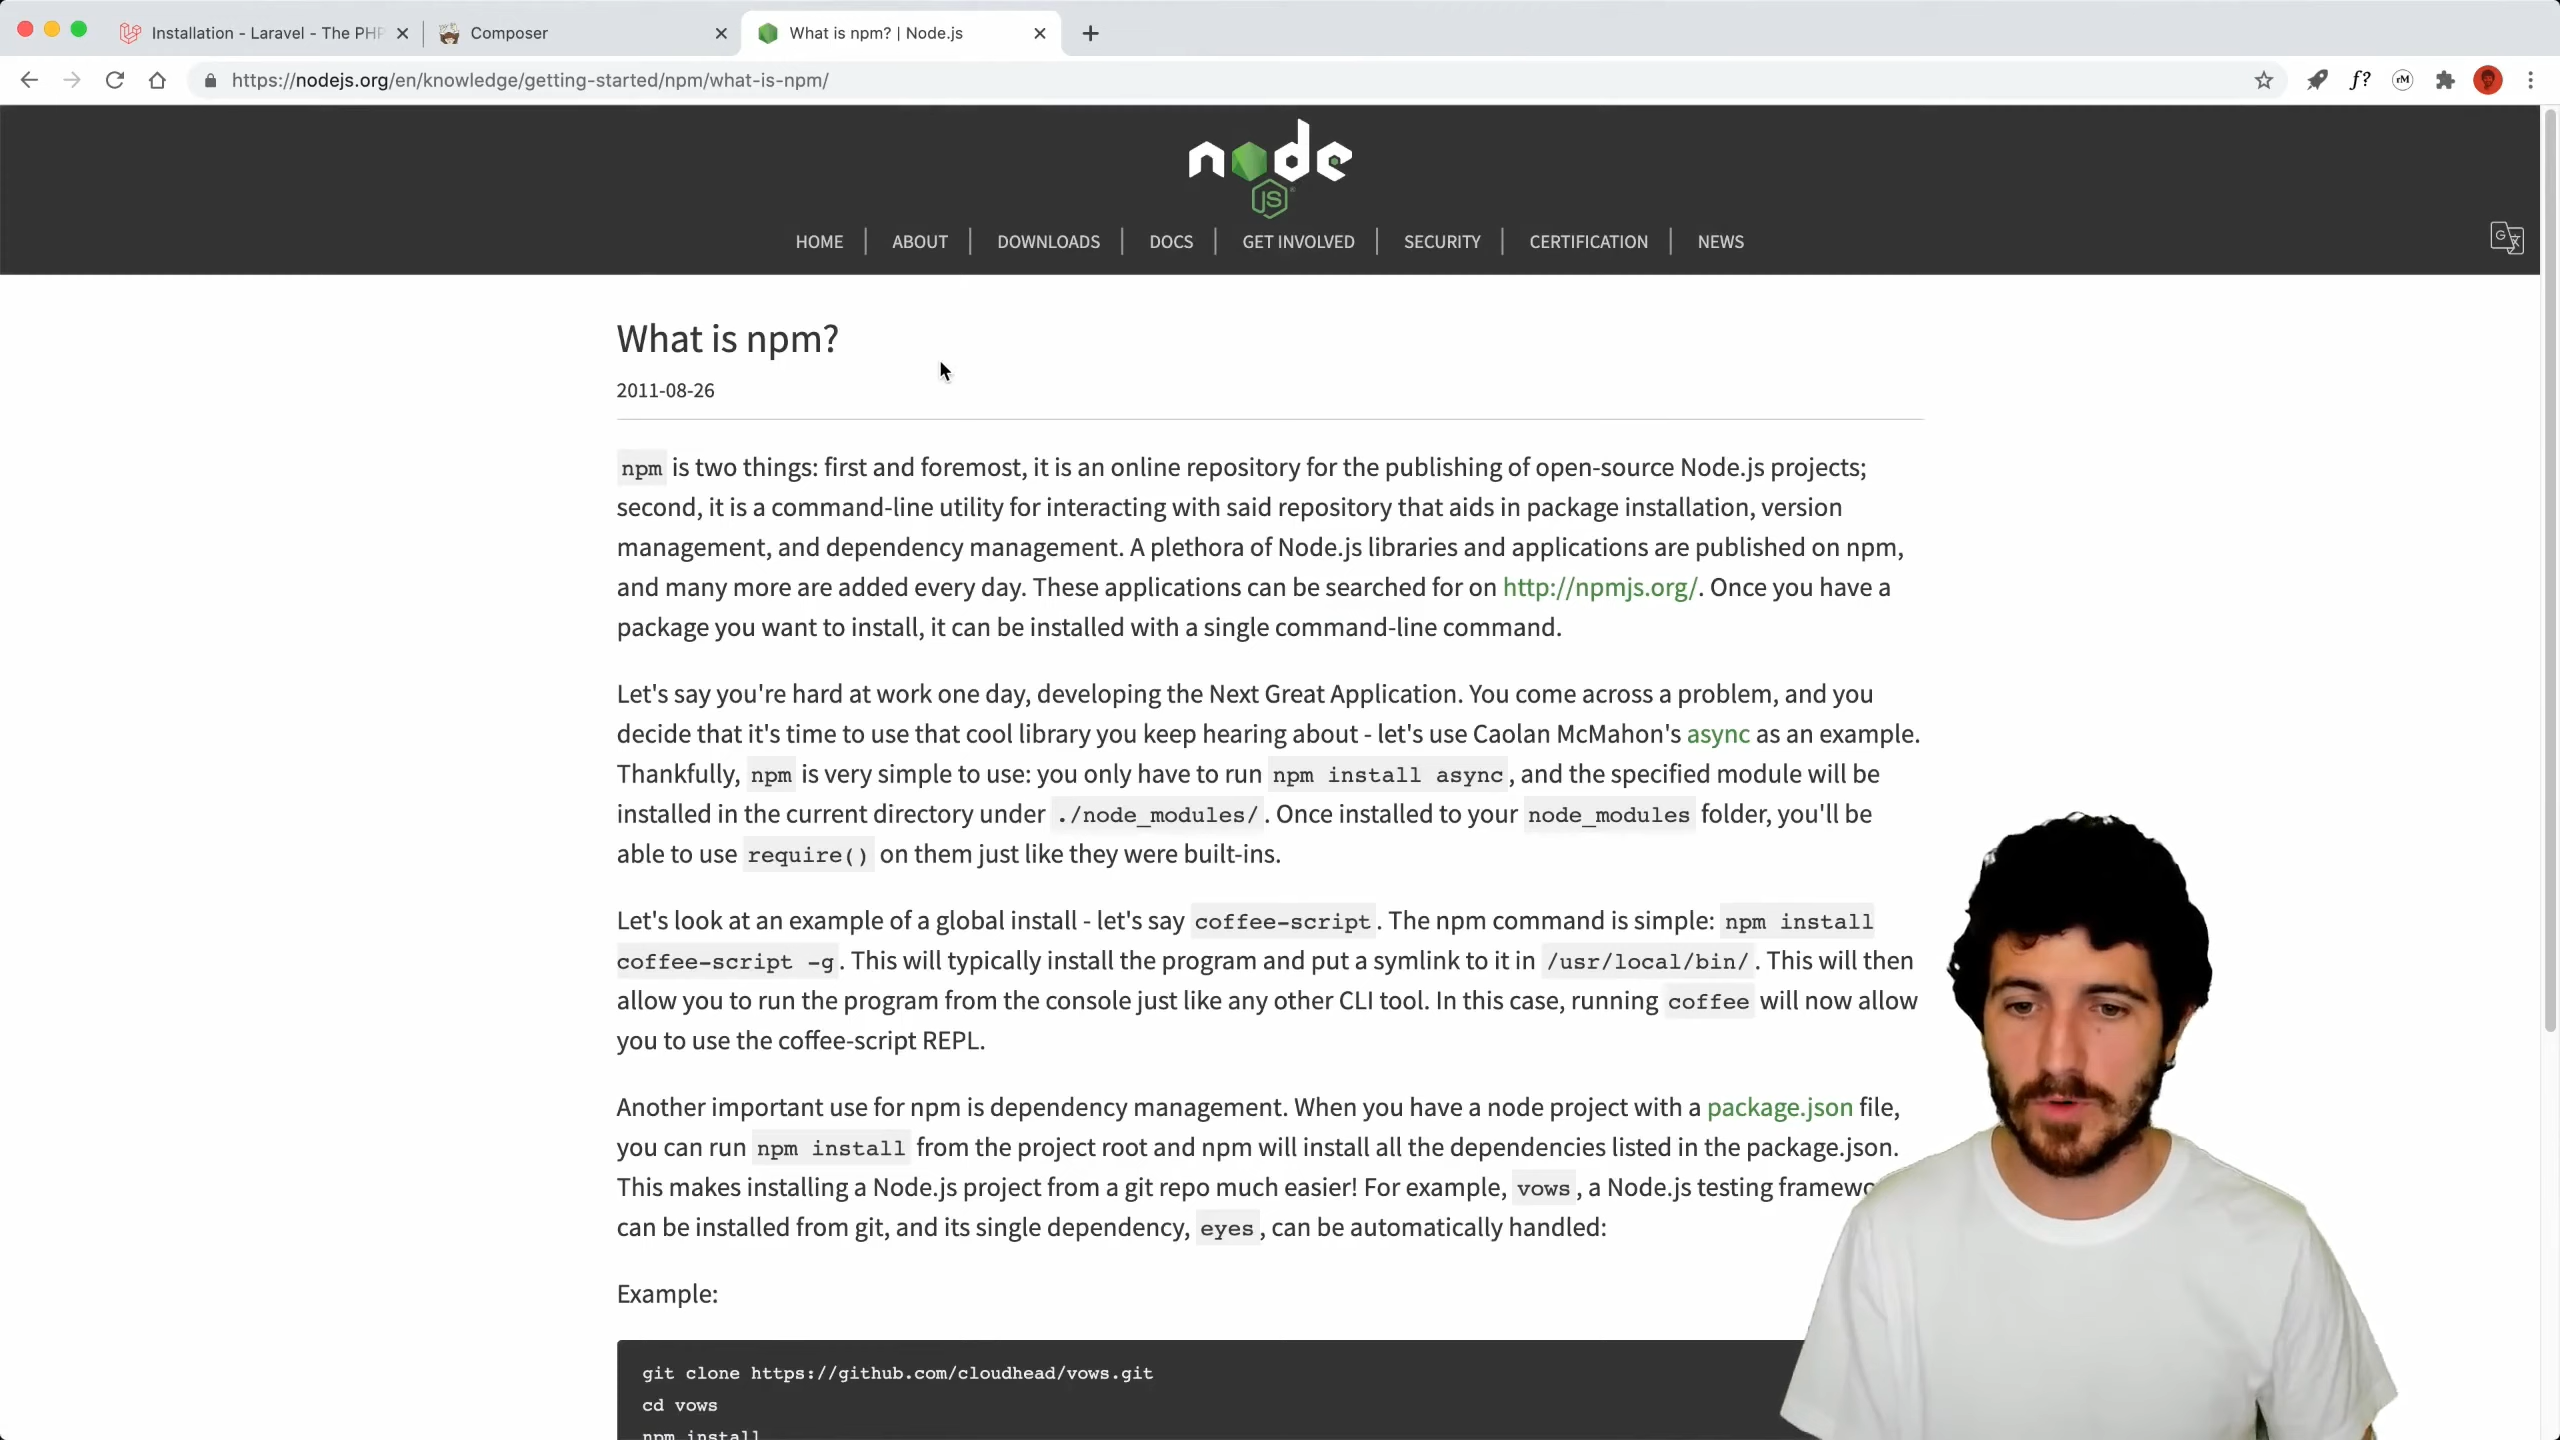 Installation - Laravel - The PHP
Composer
What is npm? | Node.js
https://nodejs.org/en/knowledge/getting-started/npm/what-is-npm/
f?
rM
node
JS
HOME | ABOUT | DOWNLOADS | DOCS | GET INVOLVED | SECURITY | CERTIFICATION | NEWS
What is npm?
2011-08-26
npm is two things: first and foremost, it is an online repository for the publishing of open-source Node.js projects;
second, it is a command-line utility for interacting with said repository that aids in package installation, version
management, and dependency management. A plethora of Node.js libraries and applications are published on npm,
and many more are added every day. These applications can be searched for on http://npmjs.org/. Once you have a
package you want to install, it can be installed with a single command-line command.
Let's say you're hard at work one day, developing the Next Great Application. You come across a problem, and you
decide that it's time to use that cool library you keep hearing about - let's use Caolan McMahon's async as an example.
Thankfully, npm is very simple to use: you only have to run npm install async, and the specified module will be
installed in the current directory under ./node_modules/. Once installed to your node_modules folder, you'll be
able to use require() on them just like they were built-ins.
Let's look at an example of a global install - let's say coffee-script. The npm command is simple: npm install
coffee-script -g. This will typically install the program and put a symlink to it in /usr/local/bin/. This will then
allow you to run the program from the console just like any other CLI tool. In this case, running coffee will now allow
you to use the coffee-script REPL.
Another important use for npm is dependency management. When you have a node project with a package.json file,
you can run npm install from the project root and npm will install all the dependencies listed in the package.json.
This makes installing a Node.js project from a git repo much easier! For example, vows, a Node.js testing framewo
can be installed from git, and its single dependency, eyes, can be automatically handled:
Example:
git clone https://github.com/cloudhead/vows.git
cd vows
npm install